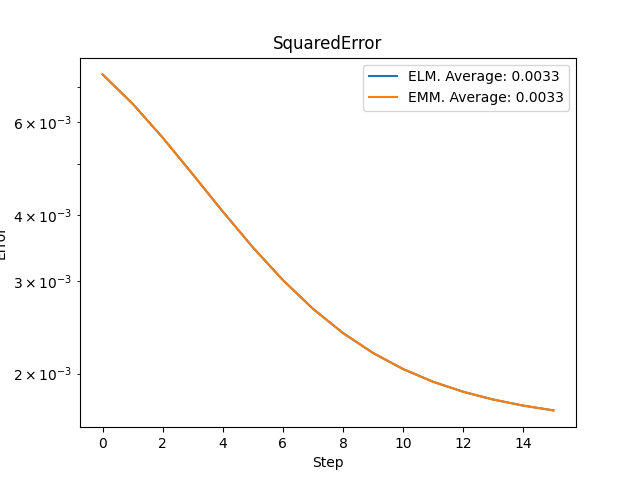 SquaredError
ELM. Average: 0.0033
EMM. Average: 0.0033
6 × 10⁻³
4 × 10⁻³
3 × 10⁻³
2 × 10⁻³
Error
0 2 4 6 8 10 12 14
Step